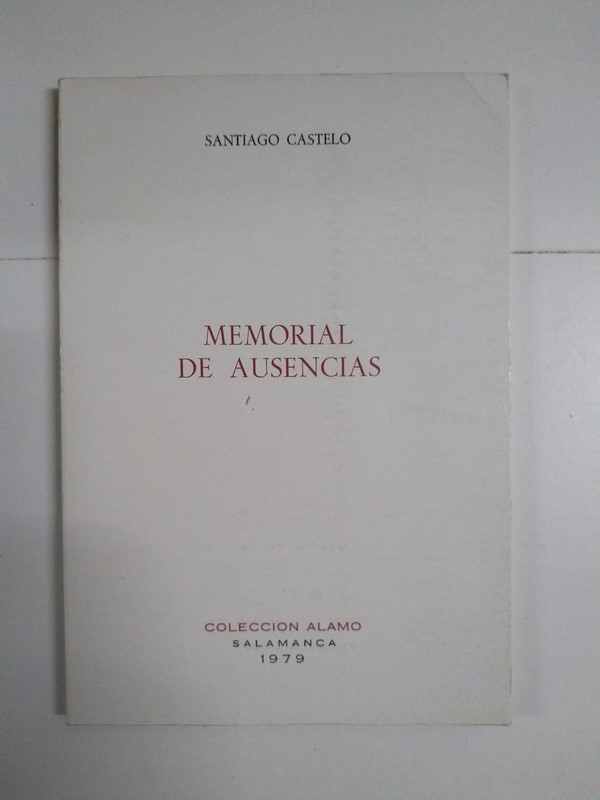 SANTIAGO CASTELO
MEMORIAL
DE AUSENCIAS
COLECCION ALAMO
SALAMANCA
1979